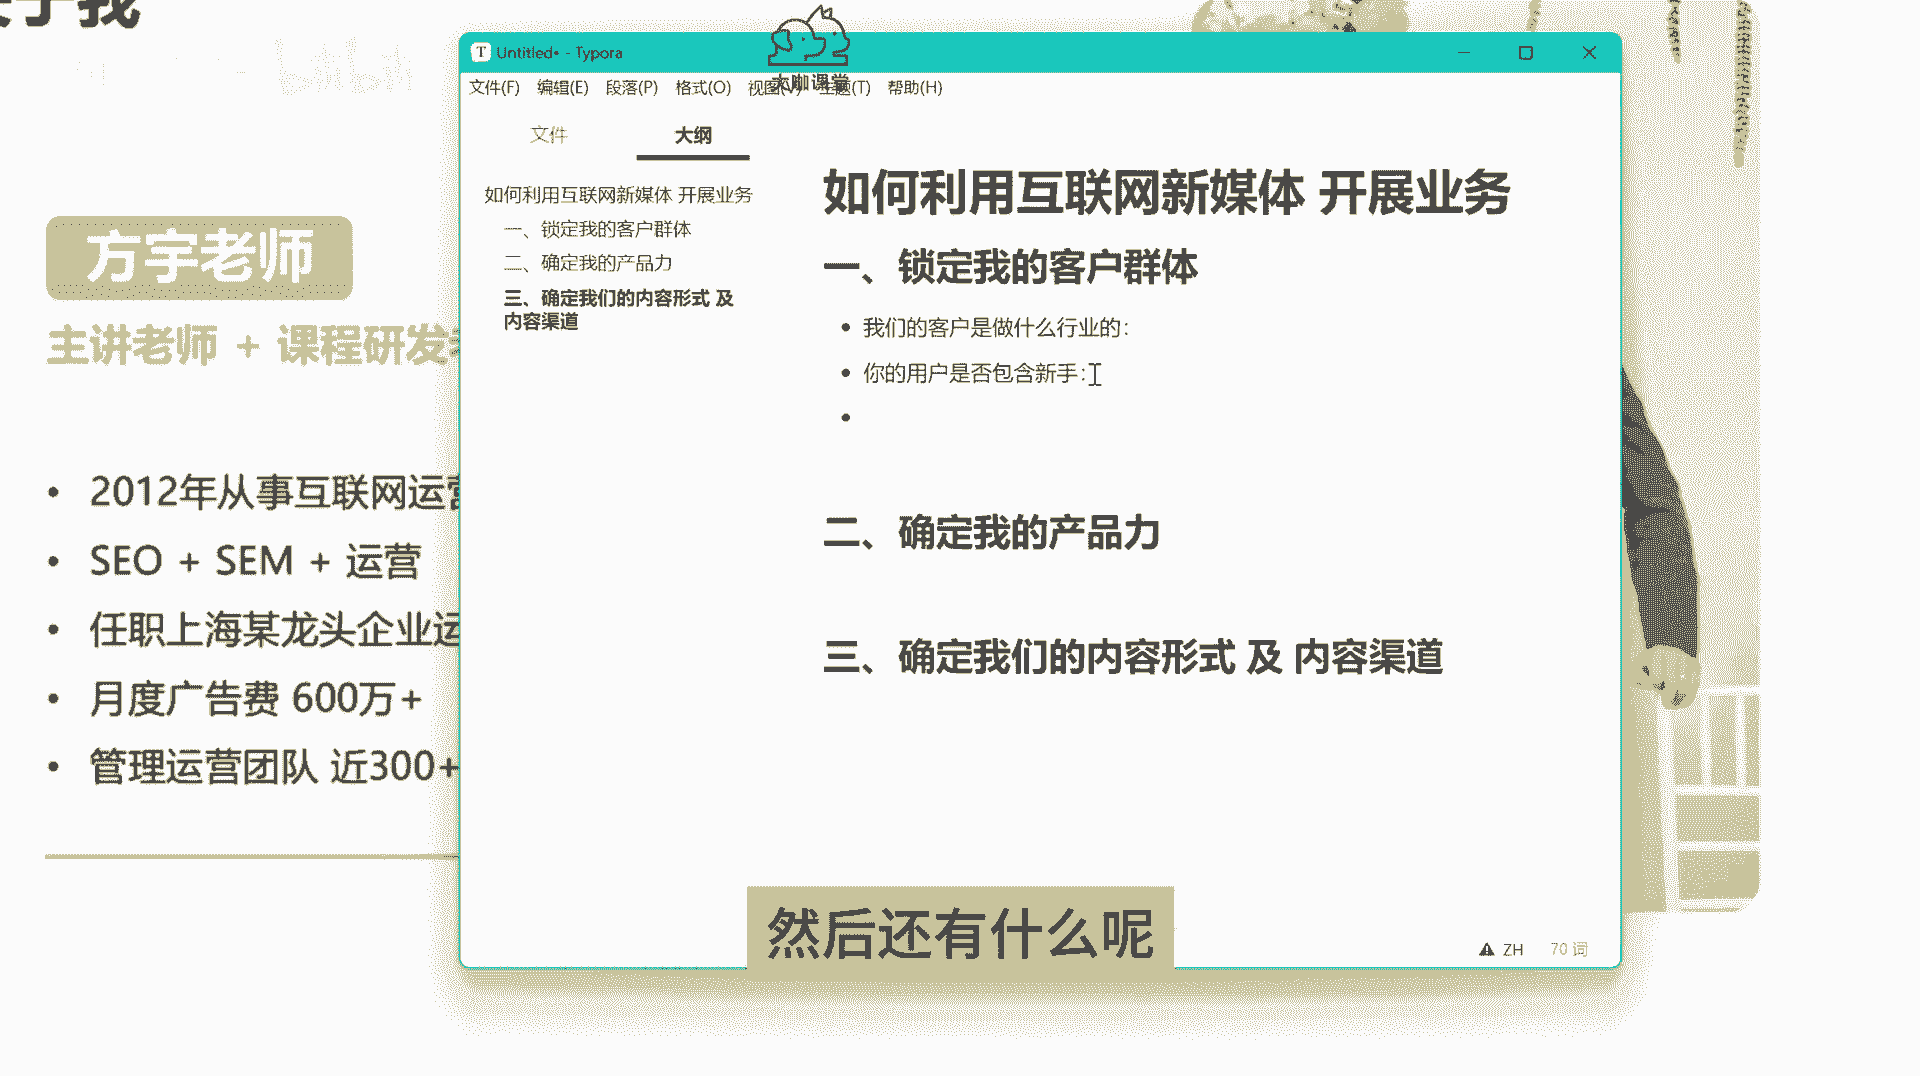 于我
bilibili
方宇老师
主讲老师 + 课程研发
2012年从事互联网运营
SEO + SEM + 运营
任职上海某龙头企业运
月度广告费 600万+
管理运营团队 近300+
大咖课堂
Untitled• - Typora
文件(F) 编辑(E) 段落(P) 格式(O) 视图(V) 主题(T) 帮助(H)
文件 大纲
如何利用互联网新媒体 开展业务
一、锁定我的客户群体
二、确定我的产品力
三、确定我们的内容形式 及
内容渠道
如何利用互联网新媒体 开展业务
一、锁定我的客户群体
• 我们的客户是做什么行业的：
• 你的用户是否包含新手：
•
二、确定我的产品力
三、确定我们的内容形式 及 内容渠道
ZH 70 词
然后还有什么呢